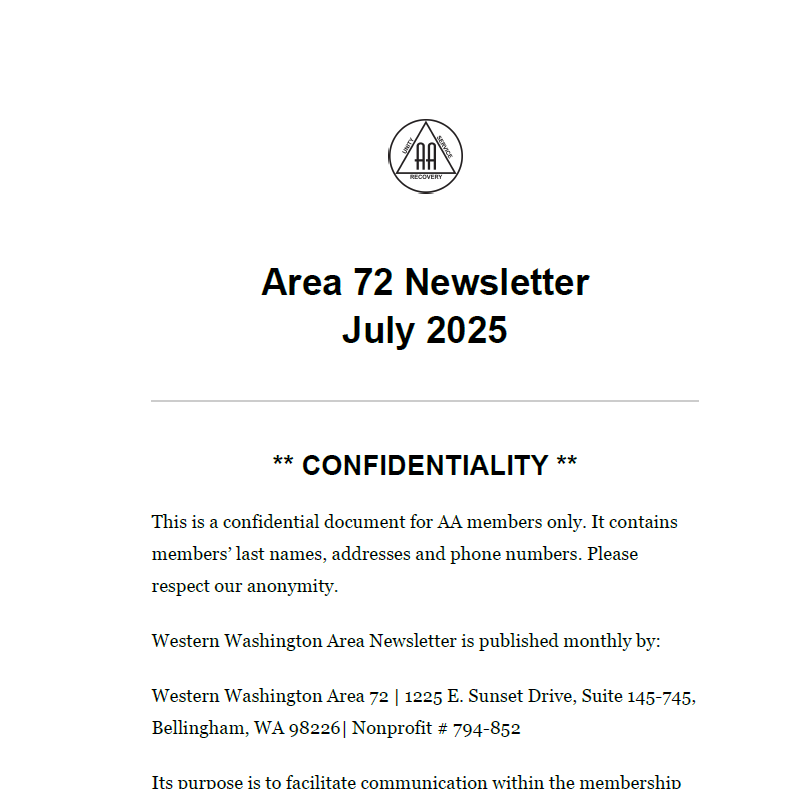 UNITY
SERVICE
AA
RECOVERY
Area 72 Newsletter
July 2025
** CONFIDENTIALITY **
This is a confidential document for AA members only. It contains
members’ last names, addresses and phone numbers. Please
respect our anonymity.
Western Washington Area Newsletter is published monthly by:
Western Washington Area 72 | 1225 E. Sunset Drive, Suite 145-745,
Bellingham, WA 98226| Nonprofit # 794-852
Its purpose is to facilitate communication within the membership